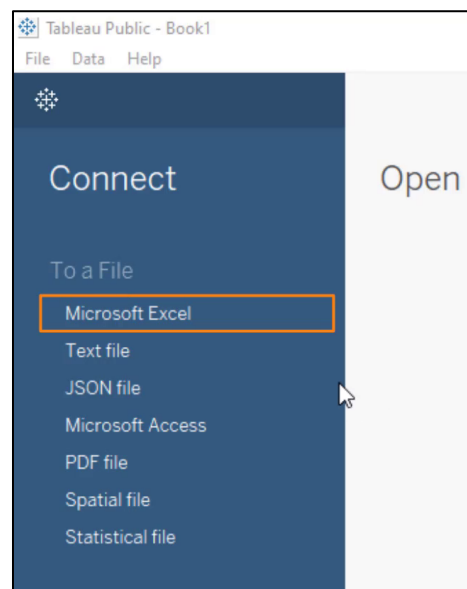 Tableau Public - Book1
File Data Help
Connect
Open
To a File
Microsoft Excel
Text file
JSON file
Microsoft Access
PDF file
Spatial file
Statistical file